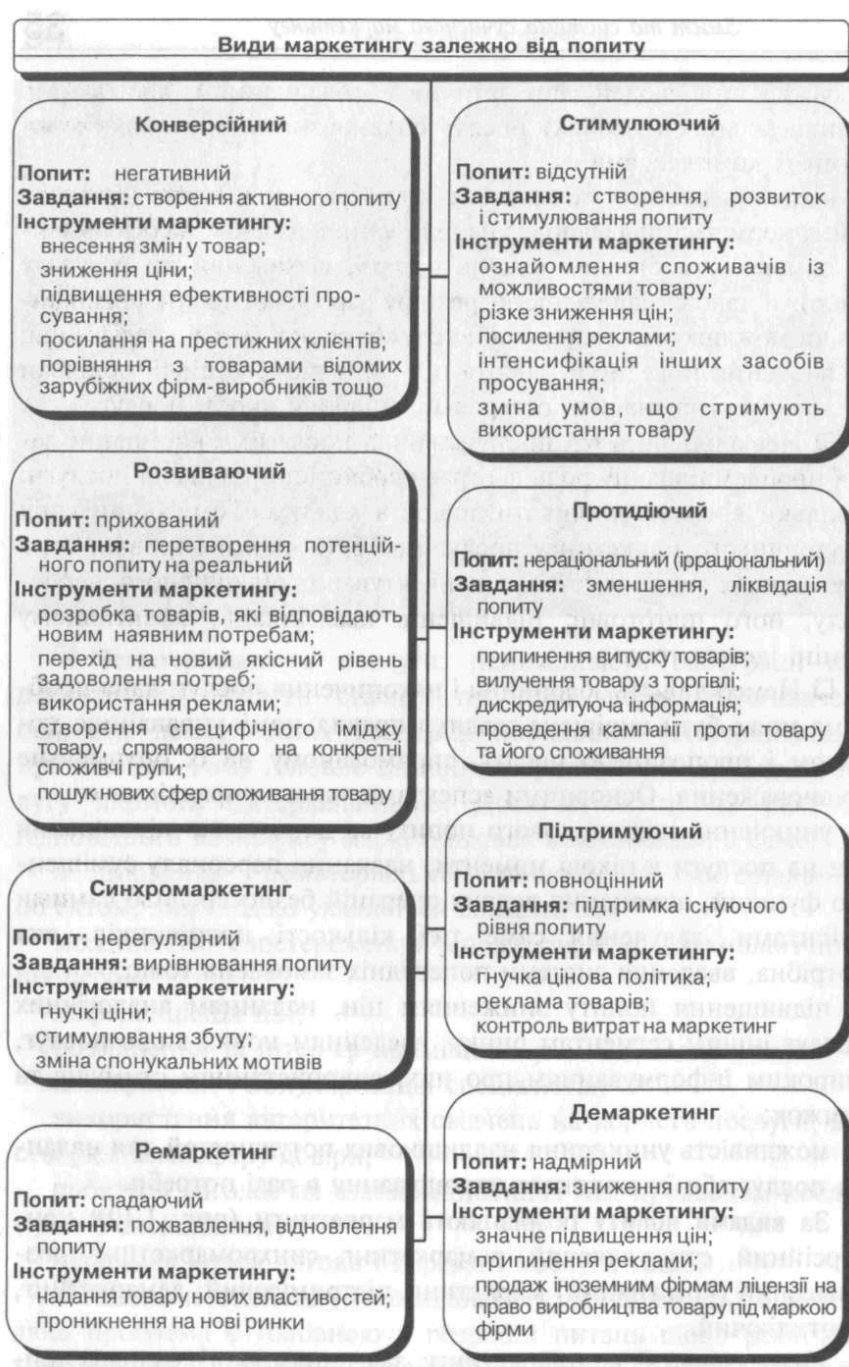 Види маркетингу залежно від попиту
Конверсійний
Попит: негативний
Завдання: створення активного попиту
Інструменти маркетингу:
внесення змін у товар;
зниження ціни;
підвищення ефективності про-
сування;
посилання на престижних клієнтів;
порівняння з товарами відомих
зарубіжних фірм-виробників тощо
Стимулюючий
Попит: відсутній
Завдання: створення, розвиток
і стимулювання попиту
Інструменти маркетингу:
ознайомлення споживачів із
можливостями товару;
різке зниження цін;
посилення реклами;
інтенсифікація інших засобів
просування;
зміна умов, що стримують
використання товару
Розвиваючий
Попит: прихований
Завдання: перетворення потенцій-
ного попиту на реальний
Інструменти маркетингу:
розробка товарів, які відповідають
новим наявним потребам;
перехід на новий якісний рівень
задоволення потреб;
використання реклами;
створення специфічного іміджу
товару, спрямованого на конкретні
споживчі групи;
пошук нових сфер споживання товару
Протидіючий
Попит: нераціональний (ірраціональний)
Завдання: зменшення, ліквідація
попиту
Інструменти маркетингу:
припинення випуску товарів;
вилучення товару з торгівлі;
дискредитуюча інформація;
проведення кампанії проти товару
та його споживання
Синхромаркетинг
Попит: нерегулярний
Завдання: вирівнювання попиту
Інструменти маркетингу:
гнучкі ціни;
стимулювання збуту;
зміна спонукальних мотивів
Підтримуючий
Попит: повноцінний
Завдання: підтримка існуючого
рівня попиту
Інструменти маркетингу:
гнучка цінова політика;
реклама товарів;
контроль витрат на маркетинг
Ремаркетинг
Попит: спадаючий
Завдання: пожвавлення, відновлення
попиту
Інструменти маркетингу:
надання товару нових властивостей;
проникнення на нові ринки
Демаркетинг
Попит: надмірний
Завдання: зниження попиту
Інструменти маркетингу:
значне підвищення цін;
припинення реклами;
продаж іноземним фірмам ліцензії на
право виробництва товару під маркою
фірми